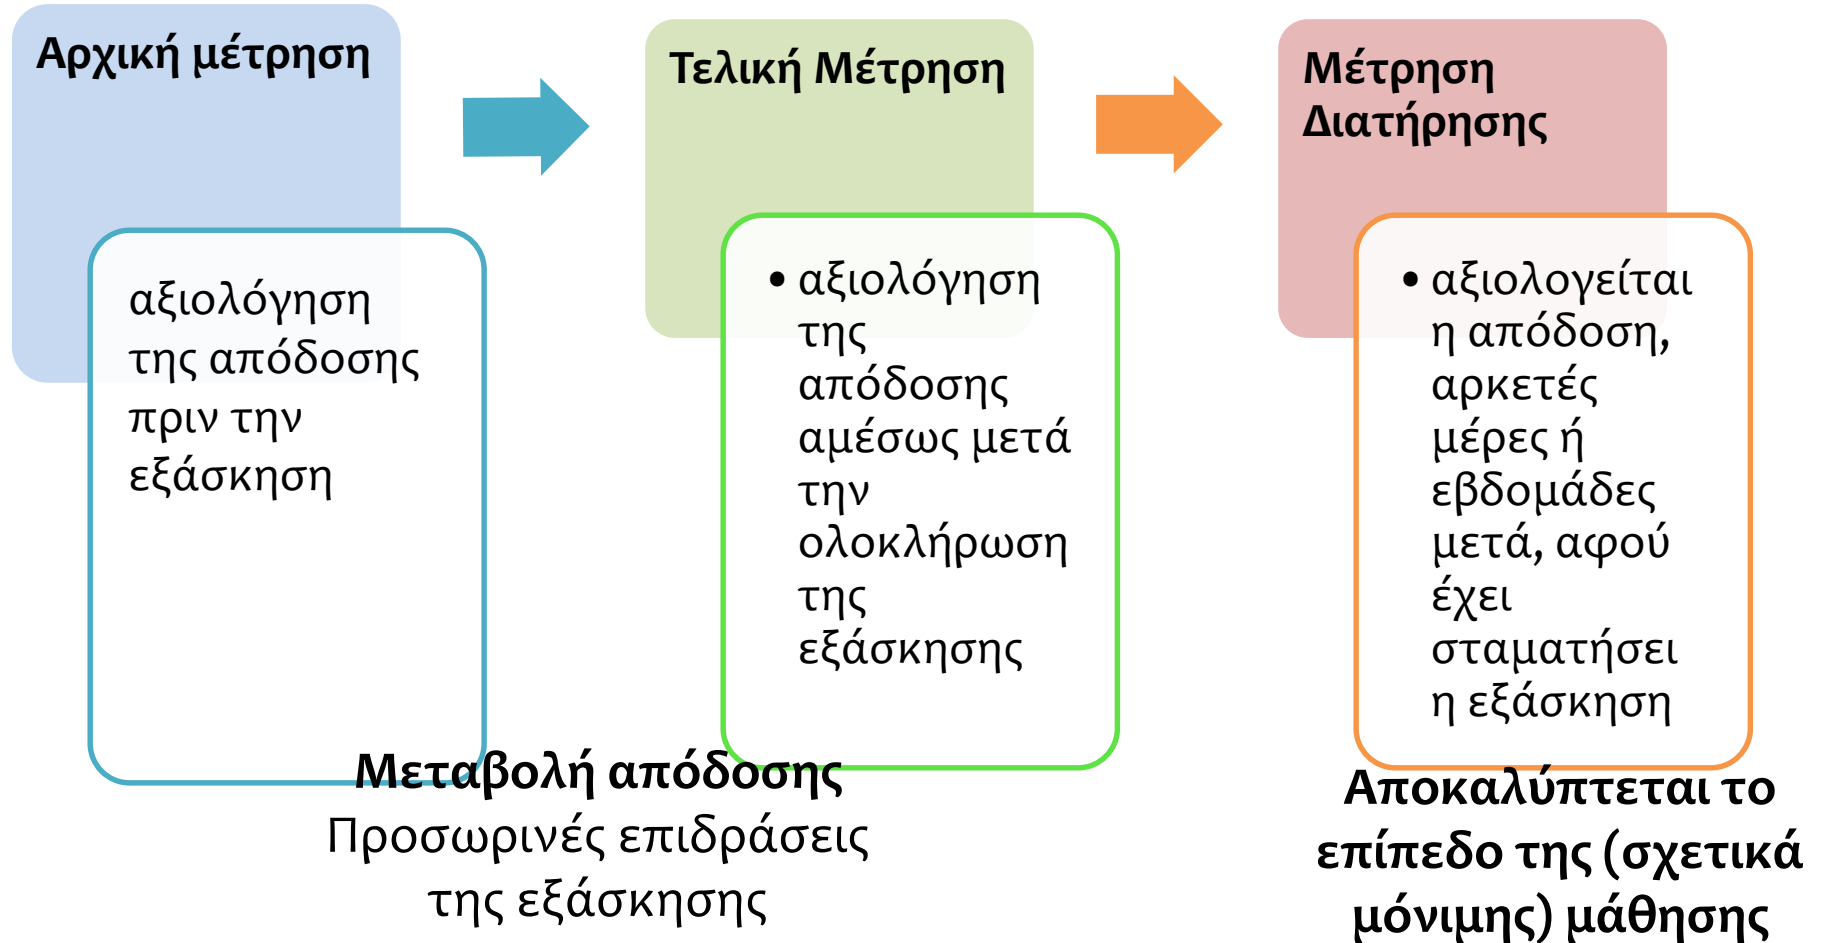 Αρχική μέτρηση
αξιολόγηση
της απόδοσης
πριν την
εξάσκηση
Τελική Μέτρηση
• αξιολόγηση
της
απόδοσης
αμέσως μετά
την
ολοκλήρωση
της
εξάσκησης
Μέτρηση
Διατήρησης
• αξιολογείται
η απόδοση,
αρκετές
μέρες ή
εβδομάδες
μετά, αφού
έχει
σταματήσει
η εξάσκηση
Μεταβολή απόδοσης
Προσωρινές επιδράσεις
της εξάσκησης
Αποκαλύπτεται το
επίπεδο της (σχετικά
μόνιμης) μάθησης